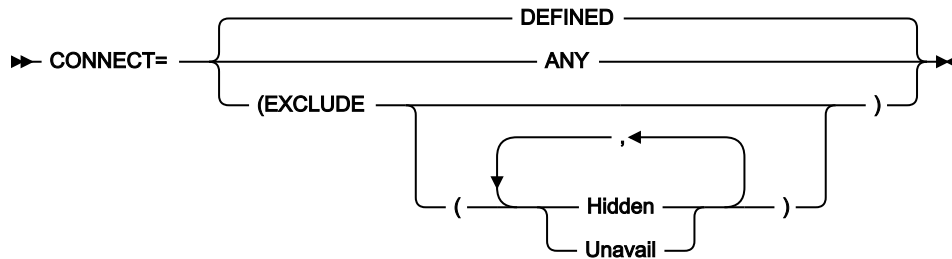 DEFINED
CONNECT= ANY
(EXCLUDE )
,
( Hidden )
Unavail